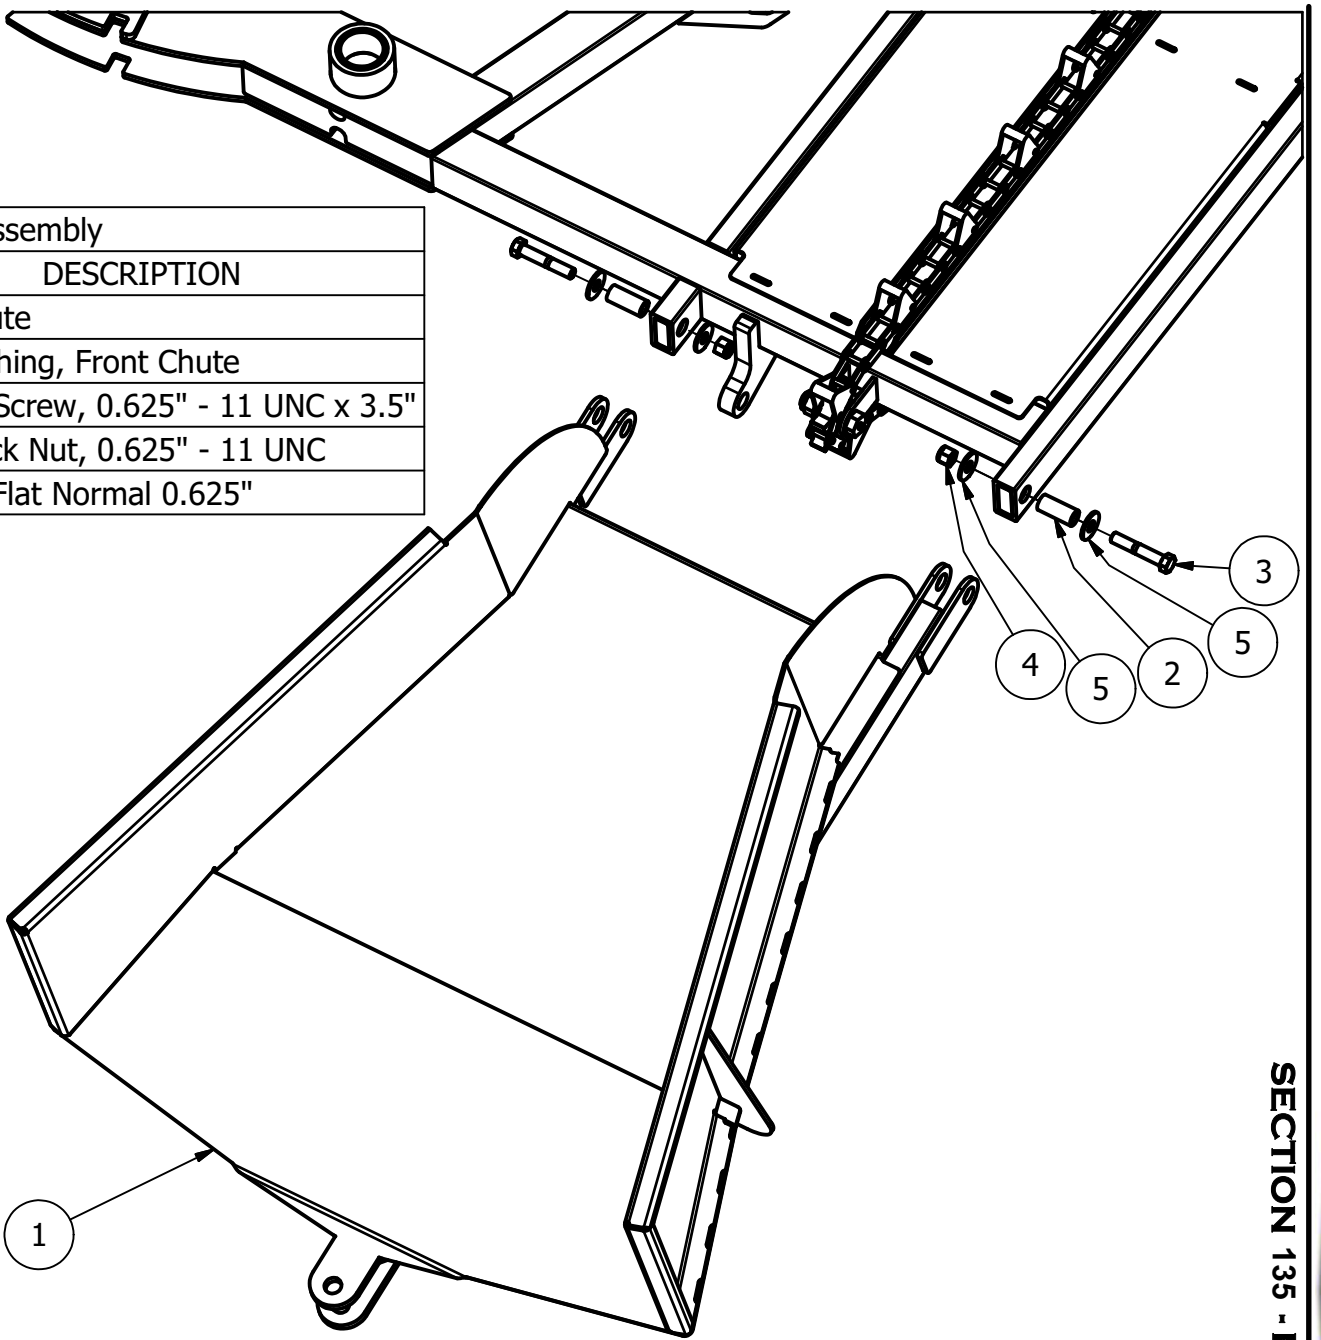 ssembly
DESCRIPTION
ute
hing, Front Chute
Screw, 0.625" - 11 UNC x 3.5"
ck Nut, 0.625" - 11 UNC
Flat Normal 0.625"
3
5
2
5
4
1
SECTION 135 -